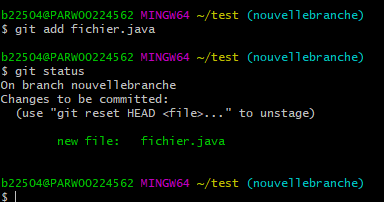 b22504@PARW00224562 MINGW64 ~/test (nouvellebranche)
$ git add fichier.java
b22504@PARW00224562 MINGW64 ~/test (nouvellebranche)
$ git status
On branch nouvellebranche
Changes to be committed:
(use "git reset HEAD <file>..." to unstage)
new file: fichier.java
b22504@PARW00224562 MINGW64 ~/test (nouvellebranche)
$